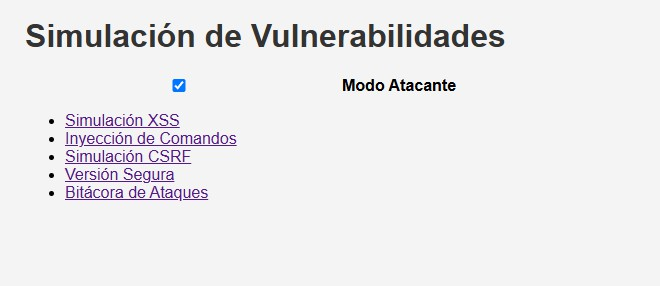 Simulación de Vulnerabilidades
Modo Atacante
Simulación XSS
Inyección de Comandos
Simulación CSRF
Versión Segura
Bitácora de Ataques